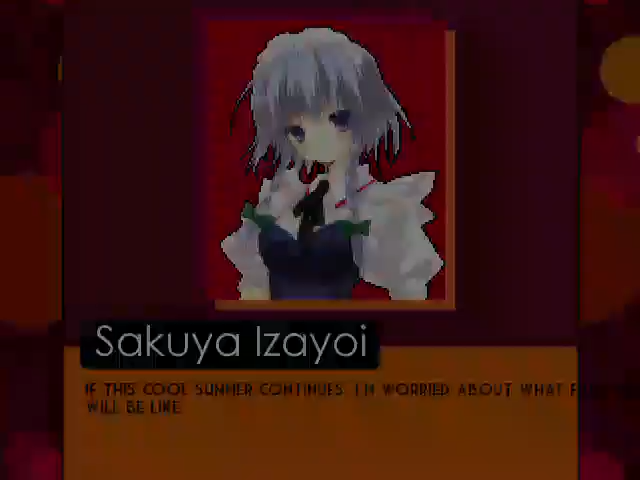 Sakuya Izayoi
IF THIS COOL SUMMER CONTINUES, I'M WORRIED ABOUT WHAT
WILL BE LIKE.